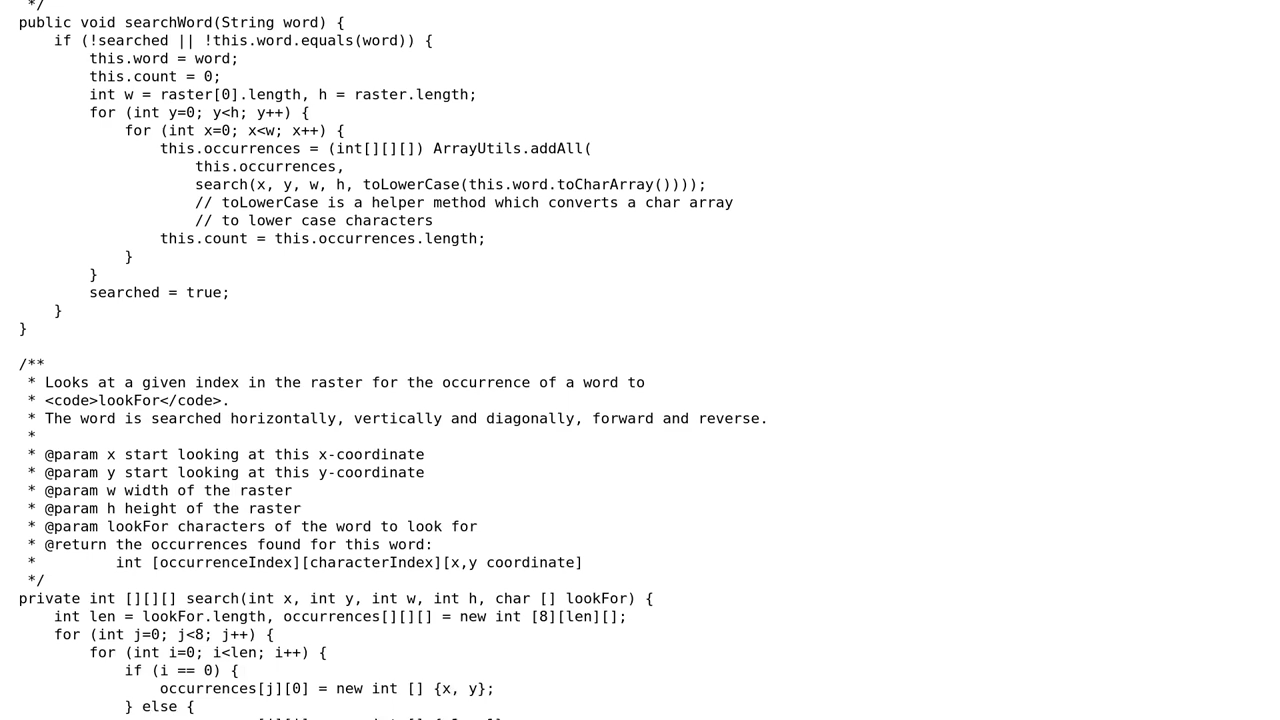 */
public void searchWord(String word) {
    if (!searched || !this.word.equals(word)) {
        this.word = word;
        this.count = 0;
        int w = raster[0].length, h = raster.length;
        for (int y=0; y<h; y++) {
            for (int x=0; x<w; x++) {
                this.occurrences = (int[][][]) ArrayUtils.addAll(
                    this.occurrences,
                    search(x, y, w, h, toLowerCase(this.word.toCharArray())));
                    // toLowerCase is a helper method which converts a char array
                    // to lower case characters
                this.count = this.occurrences.length;
            }
        }
        searched = true;
    }
}

/**
 * Looks at a given index in the raster for the occurrence of a word to
 * <code>lookFor</code>.
 * The word is searched horizontally, vertically and diagonally, forward and reverse.
 *
 * @param x start looking at this x-coordinate
 * @param y start looking at this y-coordinate
 * @param w width of the raster
 * @param h height of the raster
 * @param lookFor characters of the word to look for
 * @return the occurrences found for this word:
 *         int [occurrenceIndex][characterIndex][x,y coordinate]
 */
private int [][][] search(int x, int y, int w, int h, char [] lookFor) {
    int len = lookFor.length, occurrences[][][] = new int [8][len][];
    for (int j=0; j<8; j++) {
        for (int i=0; i<len; i++) {
            if (i == 0) {
                occurrences[j][0] = new int [] {x, y};
            } else {